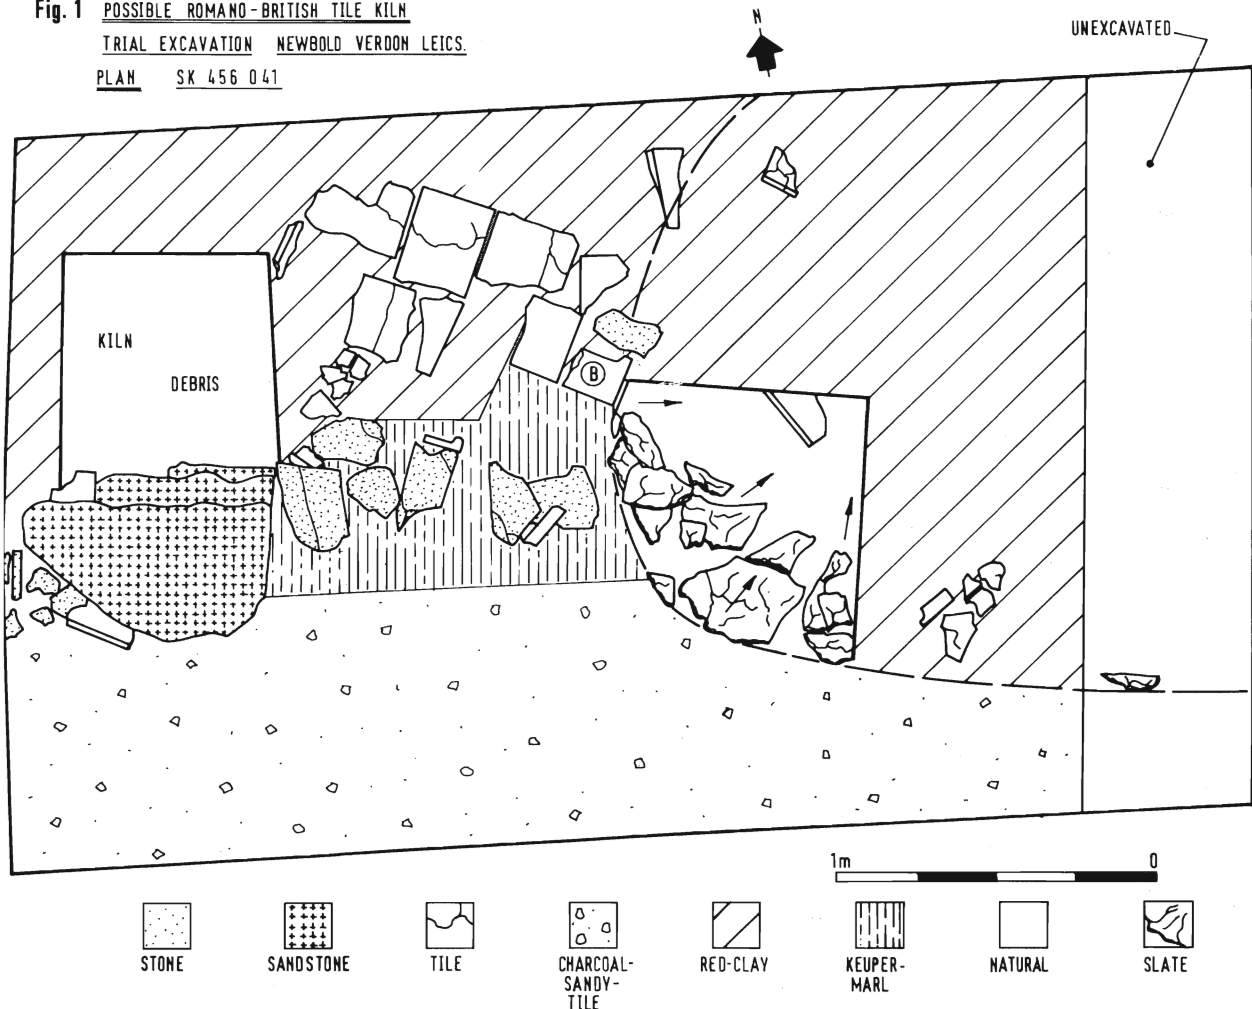 Fig. 1 POSSIBLE ROMANO-BRITISH TILE KILN
TRIAL EXCAVATION NEWBOLD VERDON LEICS.
PLAN SK 456 041
N
UNEXCAVATED
KILN
DEBRIS
B
1m 0
STONE
SANDSTONE
TILE
CHARCOAL-
SANDY-
TILE
RED-CLAY
KEUPER-
MARL
NATURAL
SLATE